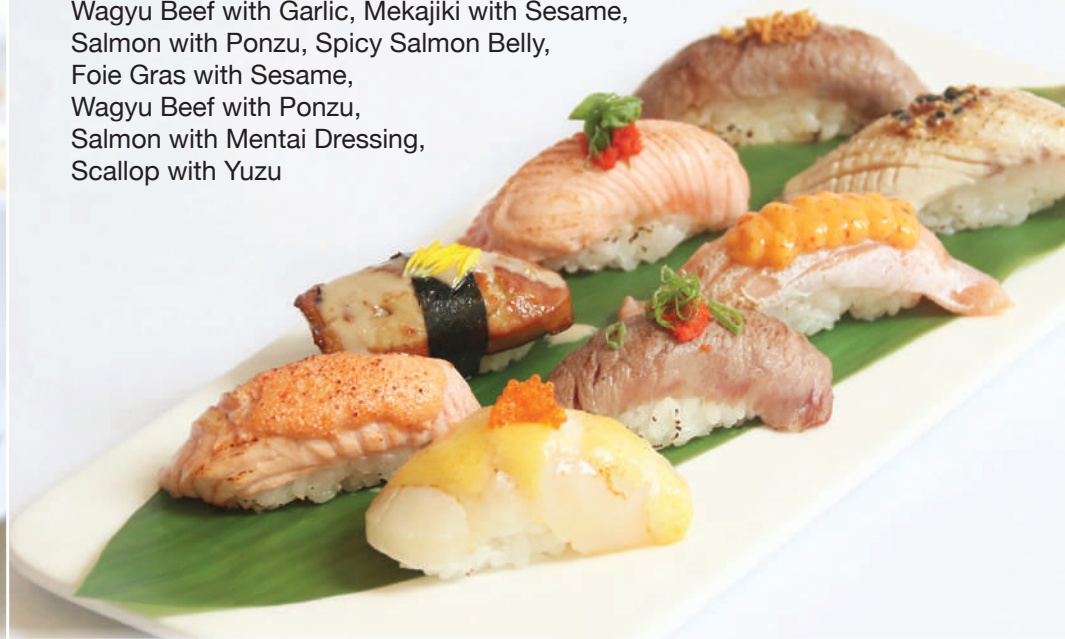 Wagyu Beef with Garlic, Mekajiki with Sesame,
Salmon with Ponzu, Spicy Salmon Belly,
Foie Gras with Sesame,
Wagyu Beef with Ponzu,
Salmon with Mentai Dressing,
Scallop with Yuzu